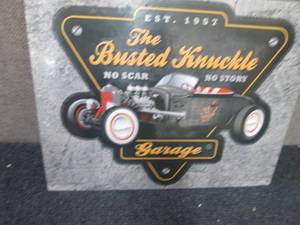 EST. 1957
The
Busted Knuckle
NO SCAR NO STORY
Garage